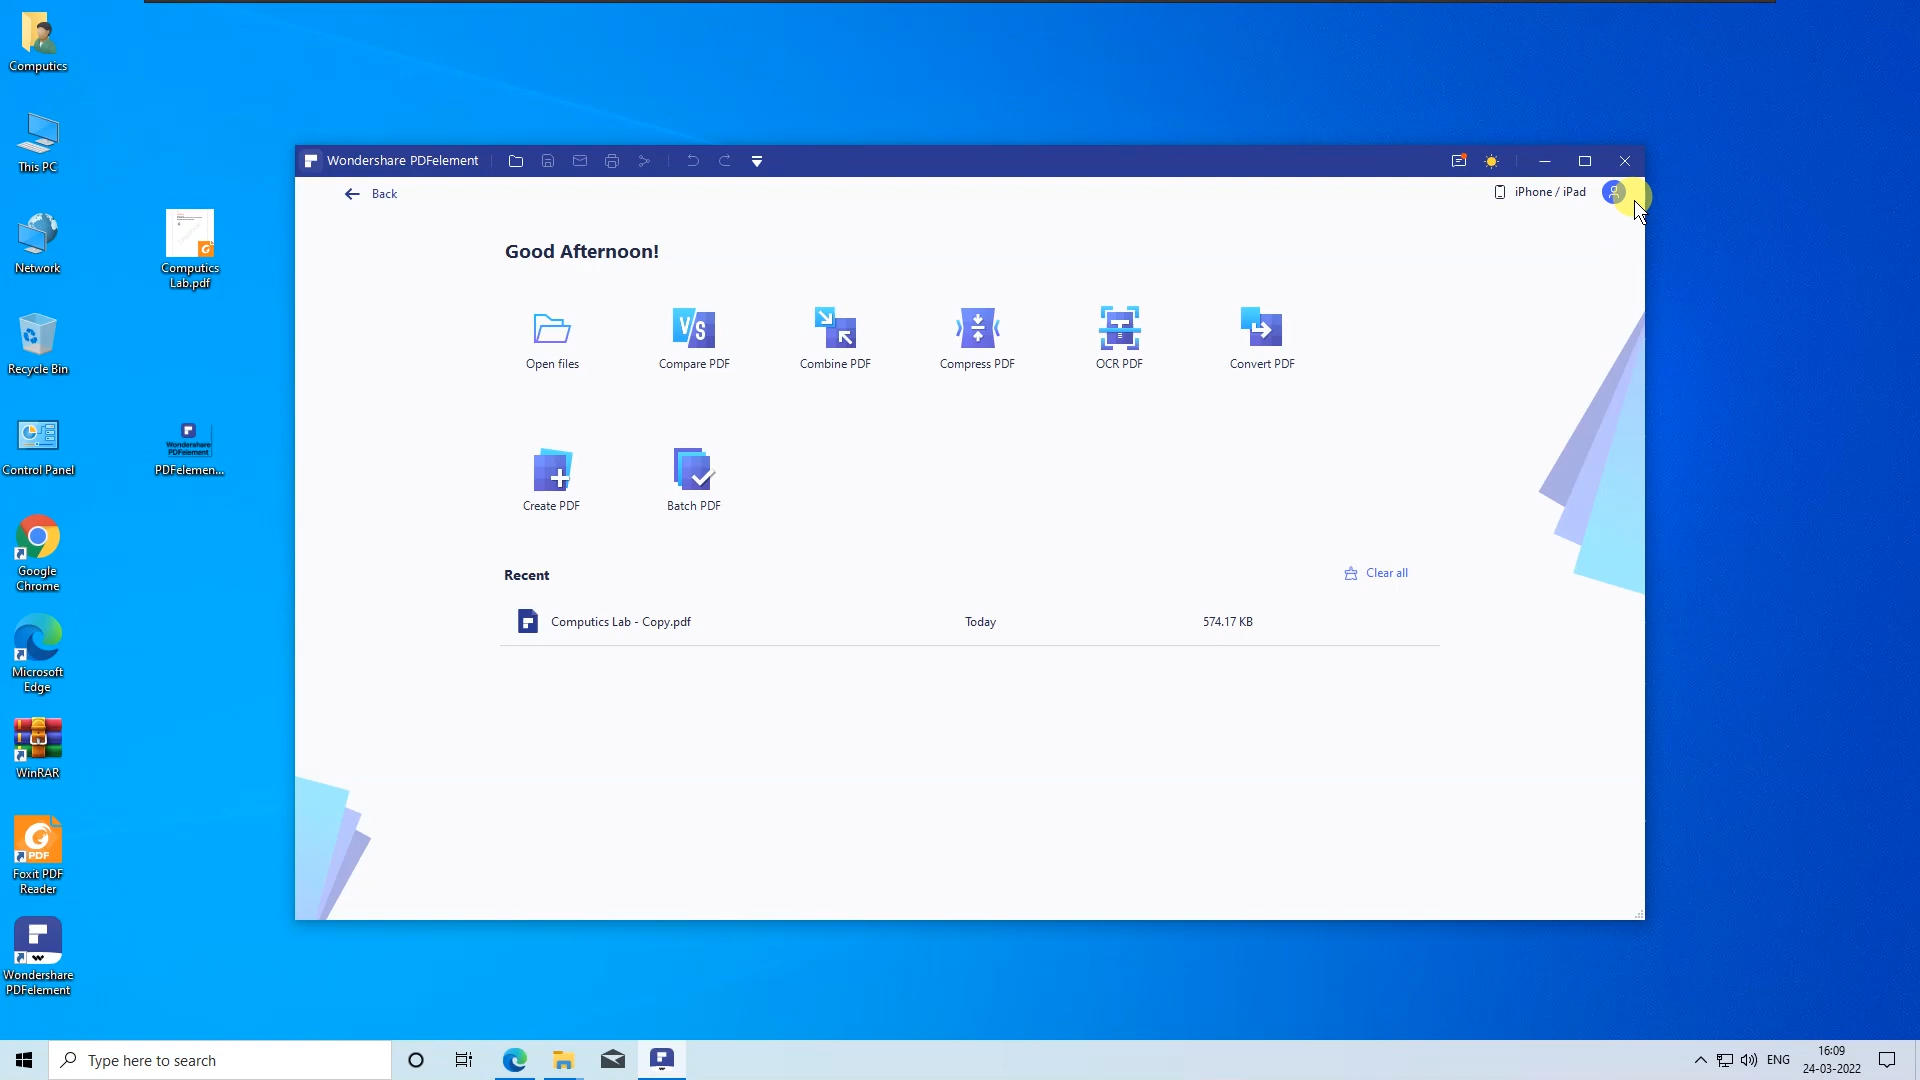 Computics
This PC
Network
Recycle Bin
Control Panel
Google
Chrome
Microsoft
Edge
WinRAR
PDF
Foxit PDF
Reader
Wondershare
PDFelement
Computics
Lab.pdf
Wondershare
PDFelement
PDFelemen...
Wondershare PDFelement
Back
iPhone / iPad
Good Afternoon!
Open files
Compare PDF
Combine PDF
Compress PDF
OCR PDF
Convert PDF
Create PDF
Batch PDF
Recent
Clear all
Computics Lab - Copy.pdf Today 574.17 KB
Type here to search
ENG
16:09
24-03-2022